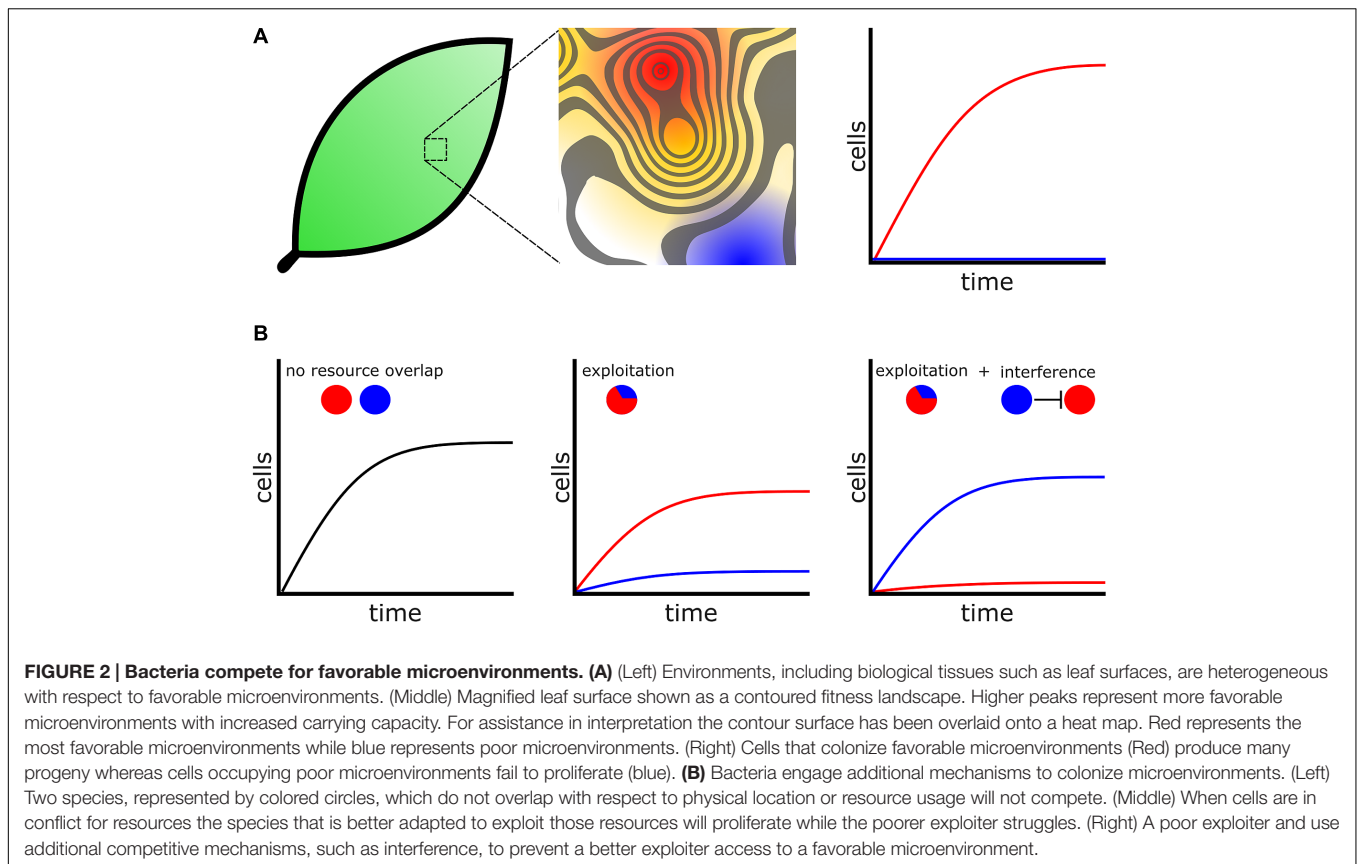 A
cells
time
B
no resource overlap
cells
time
exploitation
cells
time
exploitation + interference
cells
time
FIGURE 2 | Bacteria compete for favorable microenvironments. (A) (Left) Environments, including biological tissues such as leaf surfaces, are heterogeneous
with respect to favorable microenvironments. (Middle) Magnified leaf surface shown as a contoured fitness landscape. Higher peaks represent more favorable
microenvironments with increased carrying capacity. For assistance in interpretation the contour surface has been overlaid onto a heat map. Red represents the
most favorable microenvironments while blue represents poor microenvironments. (Right) Cells that colonize favorable microenvironments (Red) produce many
progeny whereas cells occupying poor microenvironments fail to proliferate (blue). (B) Bacteria engage additional mechanisms to colonize microenvironments. (Left)
Two species, represented by colored circles, which do not overlap with respect to physical location or resource usage will not compete. (Middle) When cells are in
conflict for resources the species that is better adapted to exploit those resources will proliferate while the poorer exploiter struggles. (Right) A poor exploiter and use
additional competitive mechanisms, such as interference, to prevent a better exploiter access to a favorable microenvironment.